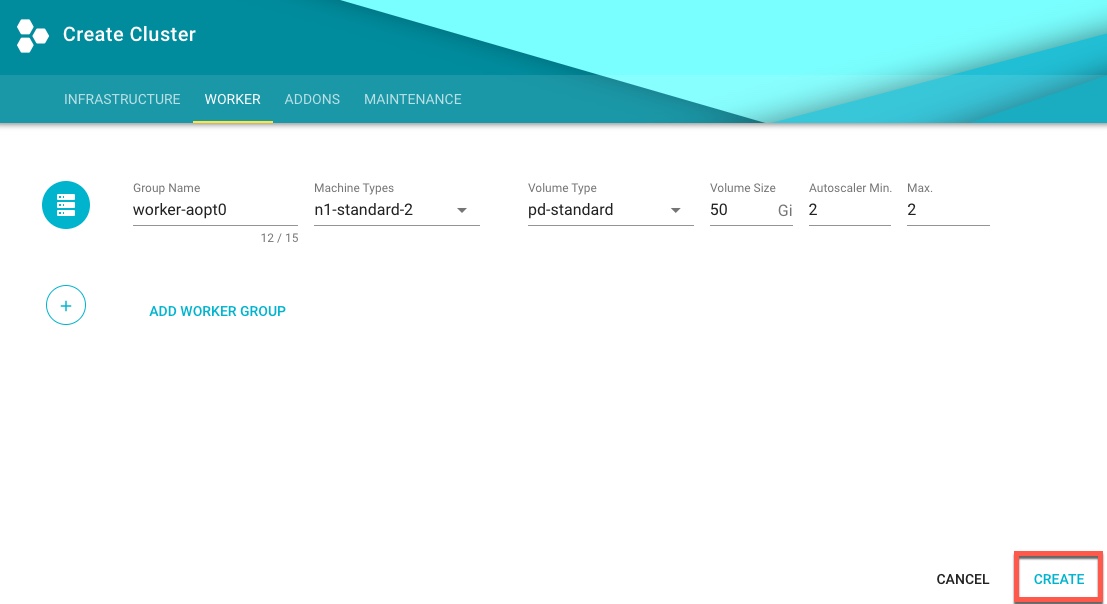 Create Cluster
INFRASTRUCTURE WORKER ADDONS MAINTENANCE
Group Name Machine Types Volume Type Volume Size Autoscaler Min. Max.
worker-aopt0 n1-standard-2 pd-standard 50 Gi 2 2
12 / 15
+ ADD WORKER GROUP
CANCEL CREATE